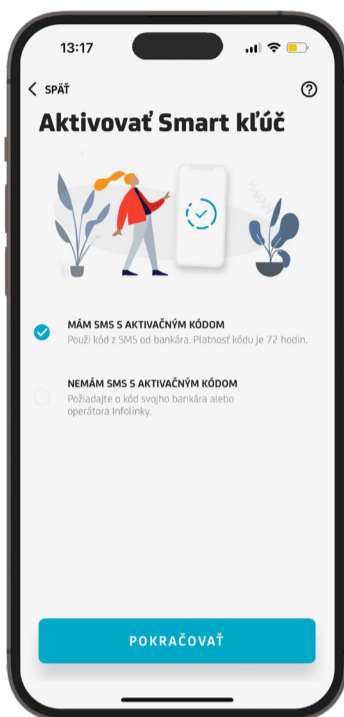 13:17
SPÄŤ
Aktivovať Smart kľúč
MÁM SMS S AKTIVAČNÝM KÓDOM
Použi kód z SMS od bankára. Platnosť kódu je 72 hodin.
NEMÁM SMS S AKTIVAČNÝM KÓDOM
Požiadajte o kód svojho bankára alebo
operátora Infolinky.
POKRAČOVAŤ